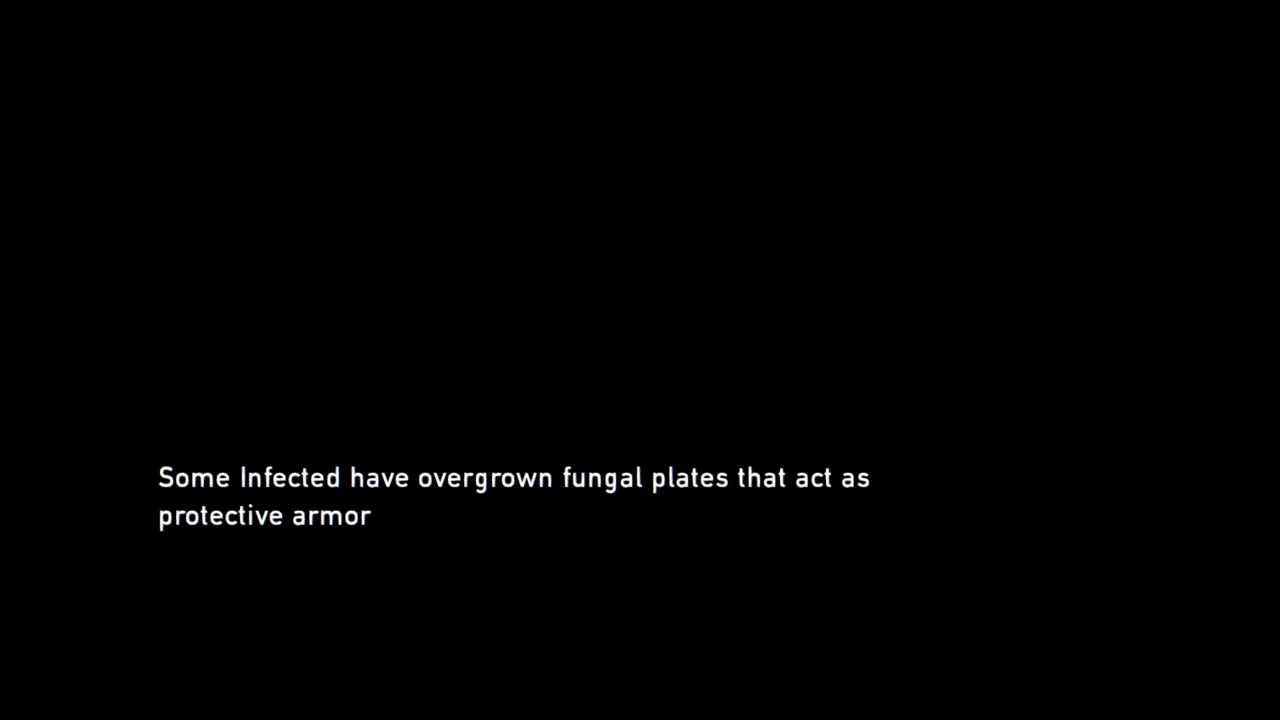 Some Infected have overgrown fungal plates that act as
protective armor